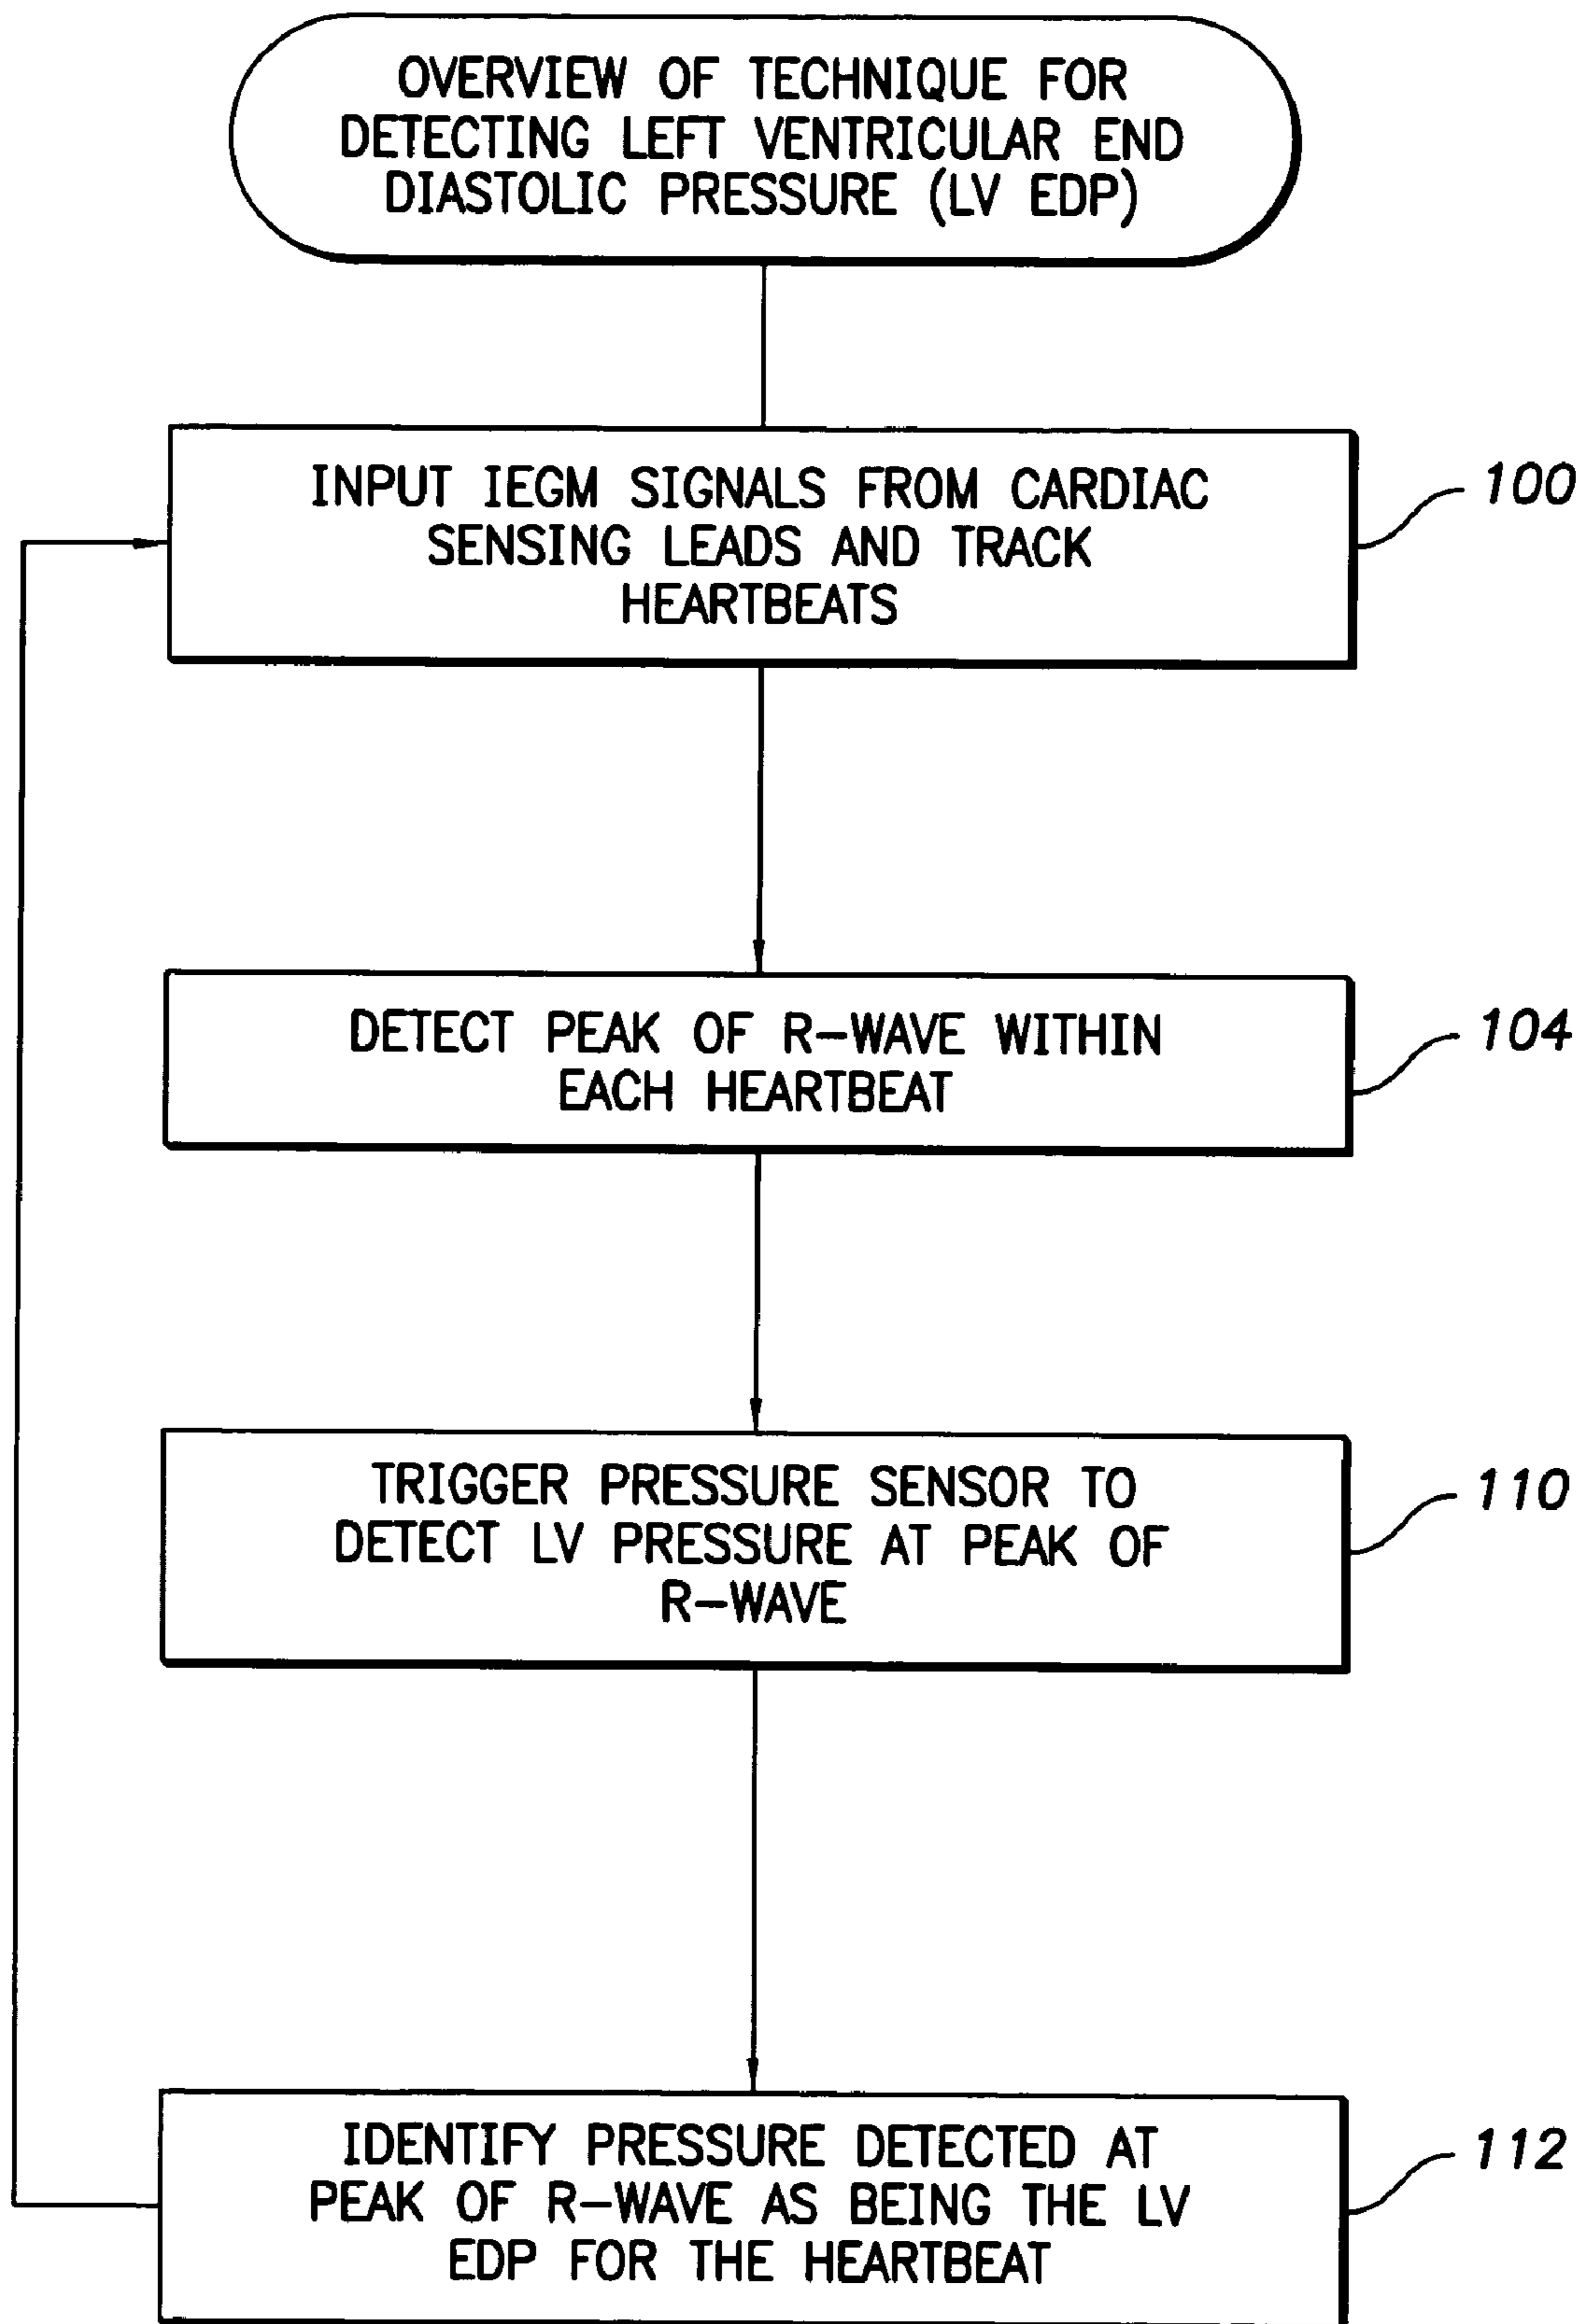 OVERVIEW OF TECHNIQUE FOR
DETECTING LEFT VENTRICULAR END
DIASTOLIC PRESSURE (LV EDP)
INPUT IEGM SIGNALS FROM CARDIAC
SENSING LEADS AND TRACK
HEARTBEATS
100
DETECT PEAK OF R-WAVE WITHIN
EACH HEARTBEAT
104
TRIGGER PRESSURE SENSOR TO
DETECT LV PRESSURE AT PEAK OF
R-WAVE
110
IDENTIFY PRESSURE DETECTED AT
PEAK OF R-WAVE AS BEING THE LV
EDP FOR THE HEARTBEAT
112